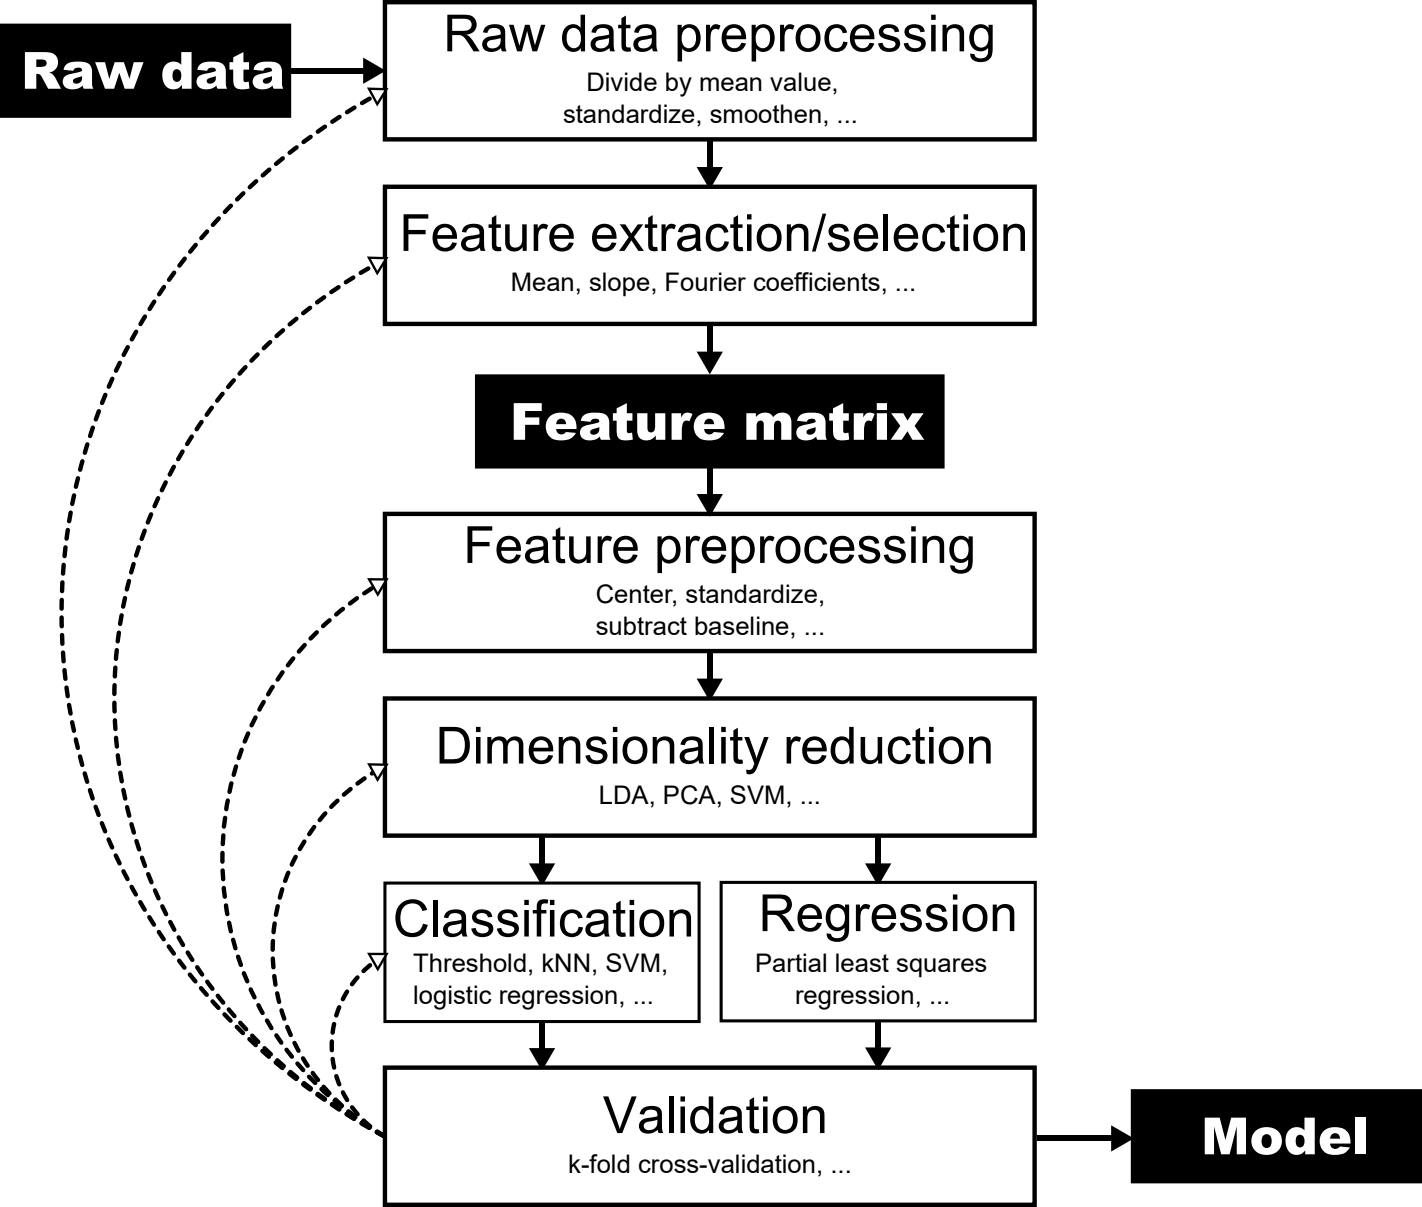 Raw data
Raw data preprocessing
Divide by mean value,
standardize, smoothen, ...
Feature extraction/selection
Mean, slope, Fourier coefficients, ...
Feature matrix
Feature preprocessing
Center, standardize,
subtract baseline, ...
Dimensionality reduction
LDA, PCA, SVM, ...
Classification
Threshold, kNN, SVM,
logistic regression, ...
Regression
Partial least squares
regression, ...
Validation
k-fold cross-validation, ...
Model